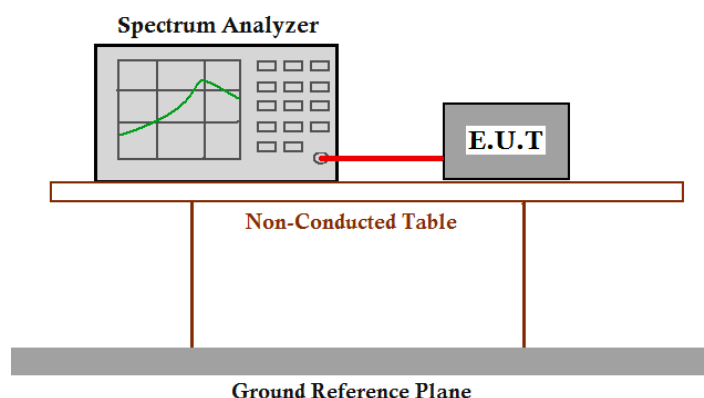 Spectrum Analyzer
E.U.T
Non-Conducted Table
Ground Reference Plane